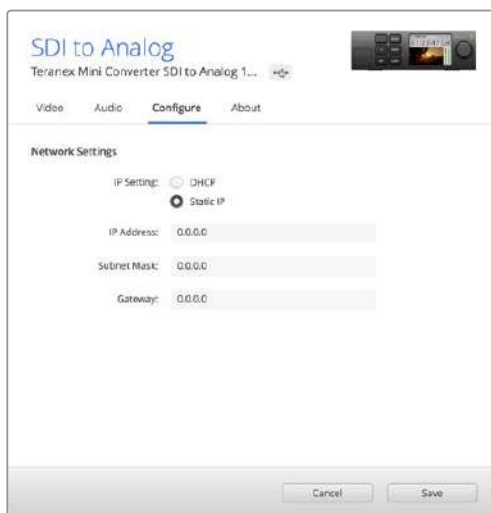 SDI to Analog
Teranex Mini Converter SDI to Analog 1...
Video Audio Configure About
Network Settings
IP Setting: DHCP
Static IP
IP Address: 0.0.0.0
Subnet Mask: 0.0.0.0
Gateway: 0.0.0.0
Cancel Save